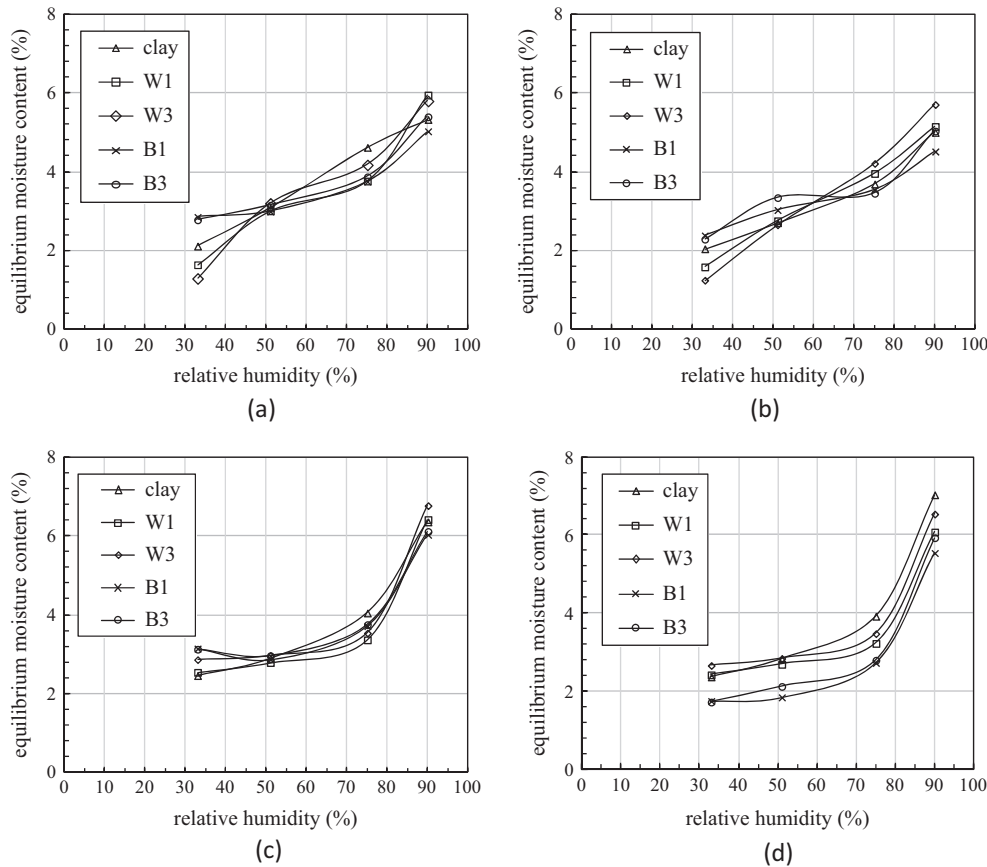 equilibrium moisture content (%)
8
6
4
2
0
clay
W1
W3
B1
B3
0 10 20 30 40 50 60 70 80 90 100
relative humidity (%)
(a)
equilibrium moisture content (%)
8
6
4
2
0
clay
W1
W3
B1
B3
0 10 20 30 40 50 60 70 80 90 100
relative humidity (%)
(b)
equilibrium moisture content (%)
8
6
4
2
0
clay
W1
W3
B1
B3
0 10 20 30 40 50 60 70 80 90 100
relative humidity (%)
(c)
equilibrium moisture content (%)
8
6
4
2
0
clay
W1
W3
B1
B3
0 10 20 30 40 50 60 70 80 90 100
relative humidity (%)
(d)